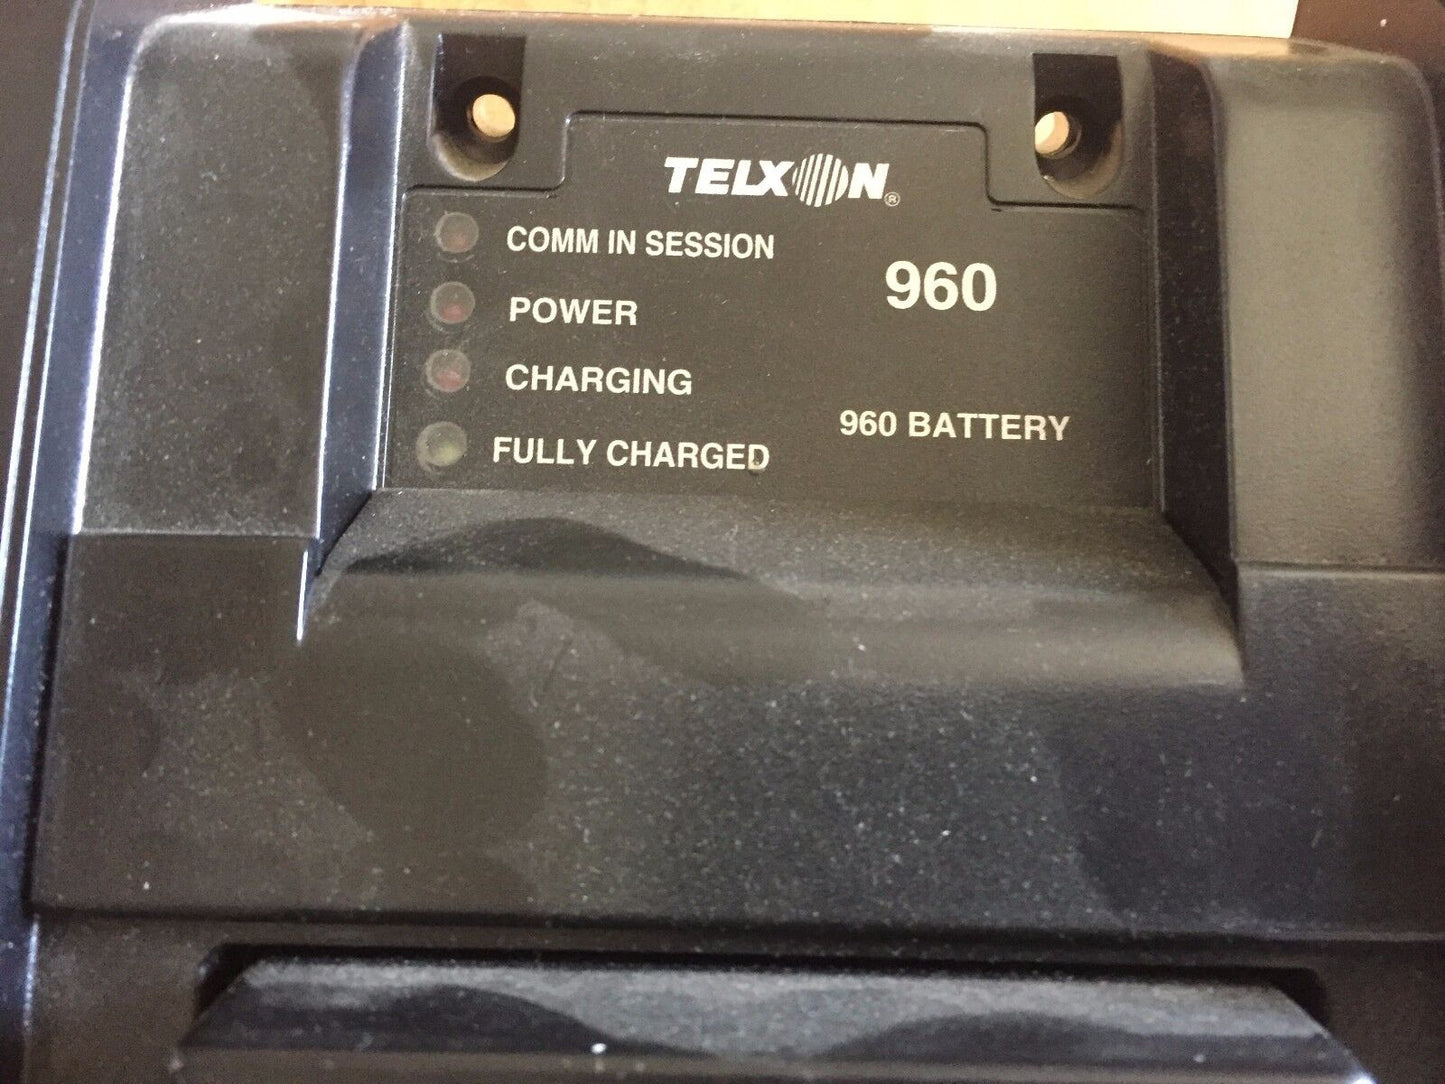 TELXON®
COMM IN SESSION
960
POWER
CHARGING
960 BATTERY
FULLY CHARGED